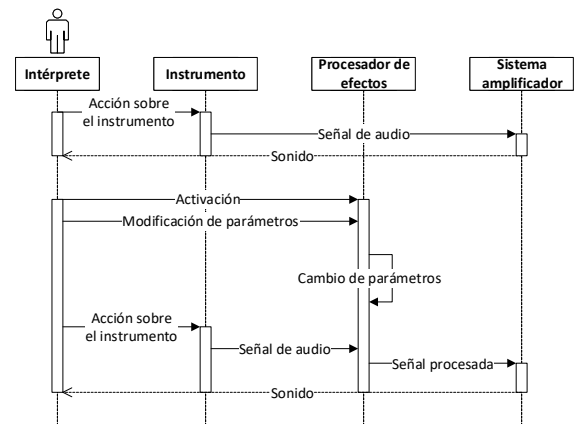 Intérprete
Instrumento
Procesador de
efectos
Sistema
amplificador
Acción sobre
el instrumento
Señal de audio
Sonido
Activación
Modificación de parámetros
Cambio de parámetros
Acción sobre
el instrumento
Señal de audio
Señal procesada
Sonido